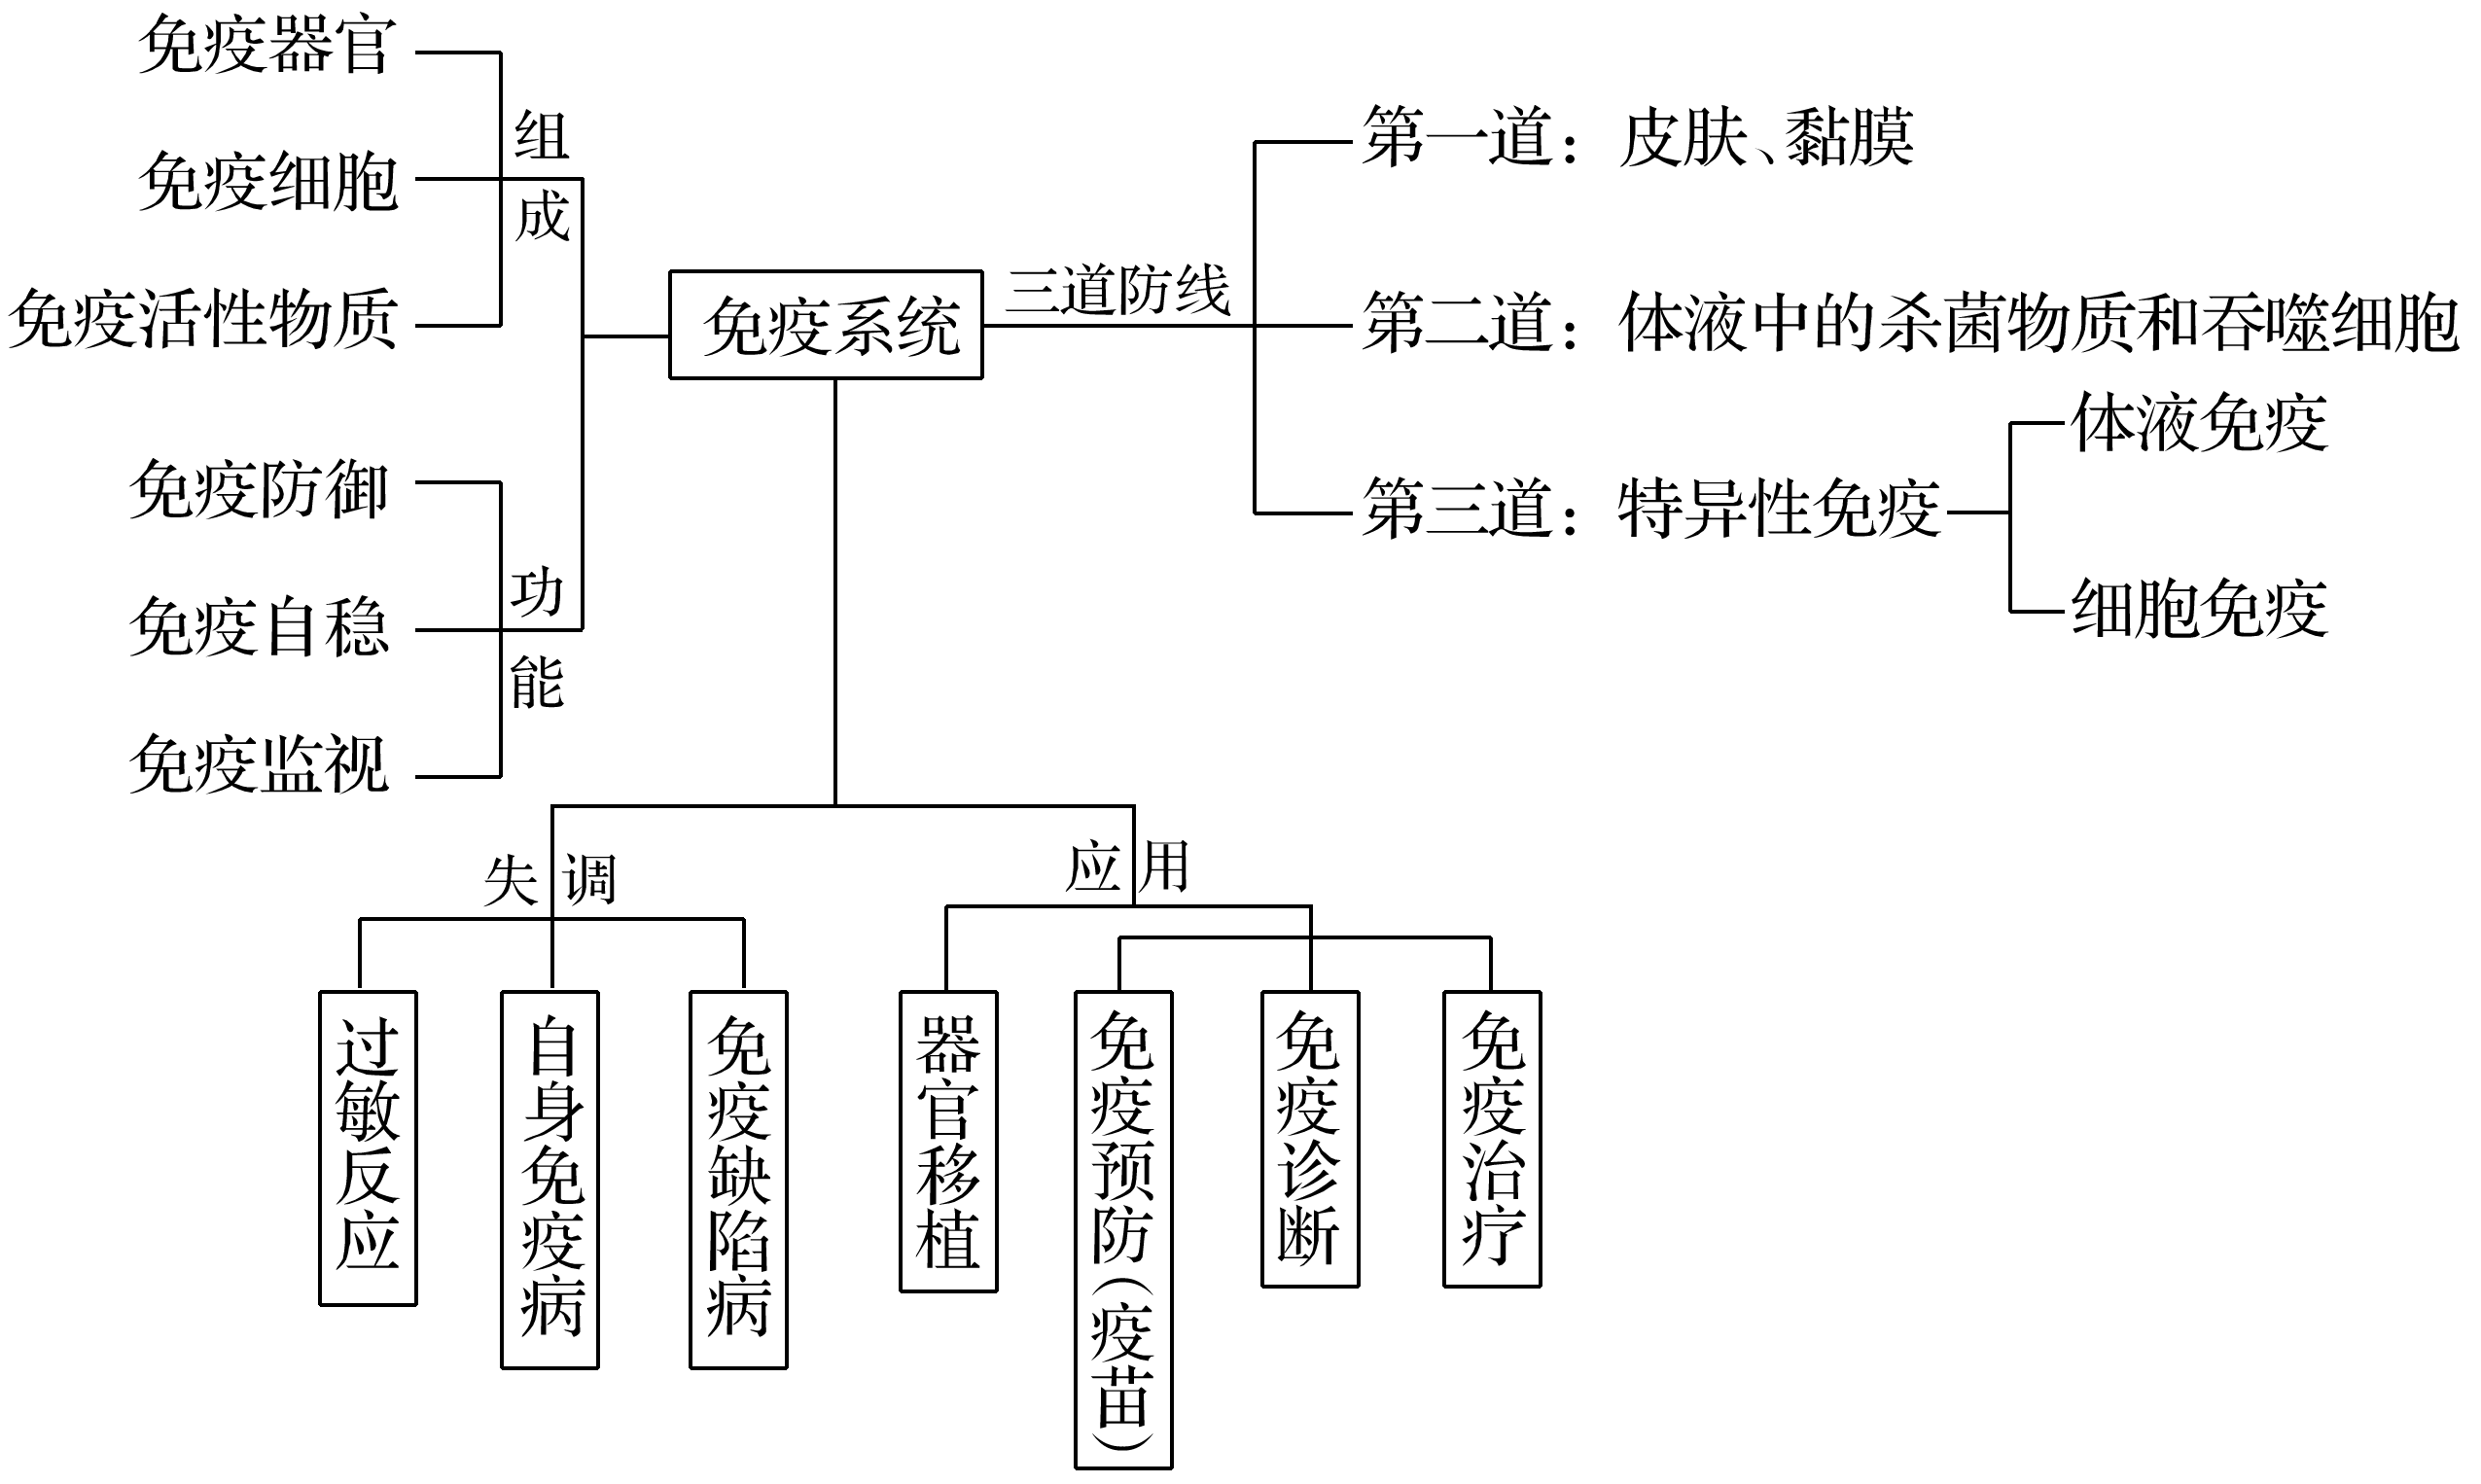 免疫器官
免疫细胞
免疫活性物质
组成
免疫防御
免疫自稳
免疫监视
功能
免疫系统
三道防线
第一道：皮肤、黏膜
第二道：体液中的杀菌物质和吞噬细胞
第三道：特异性免疫
体液免疫
细胞免疫
失调
过敏反应
自身免疫病
免疫缺陷病
应用
器官移植
免疫预防（疫苗）
免疫诊断
免疫治疗